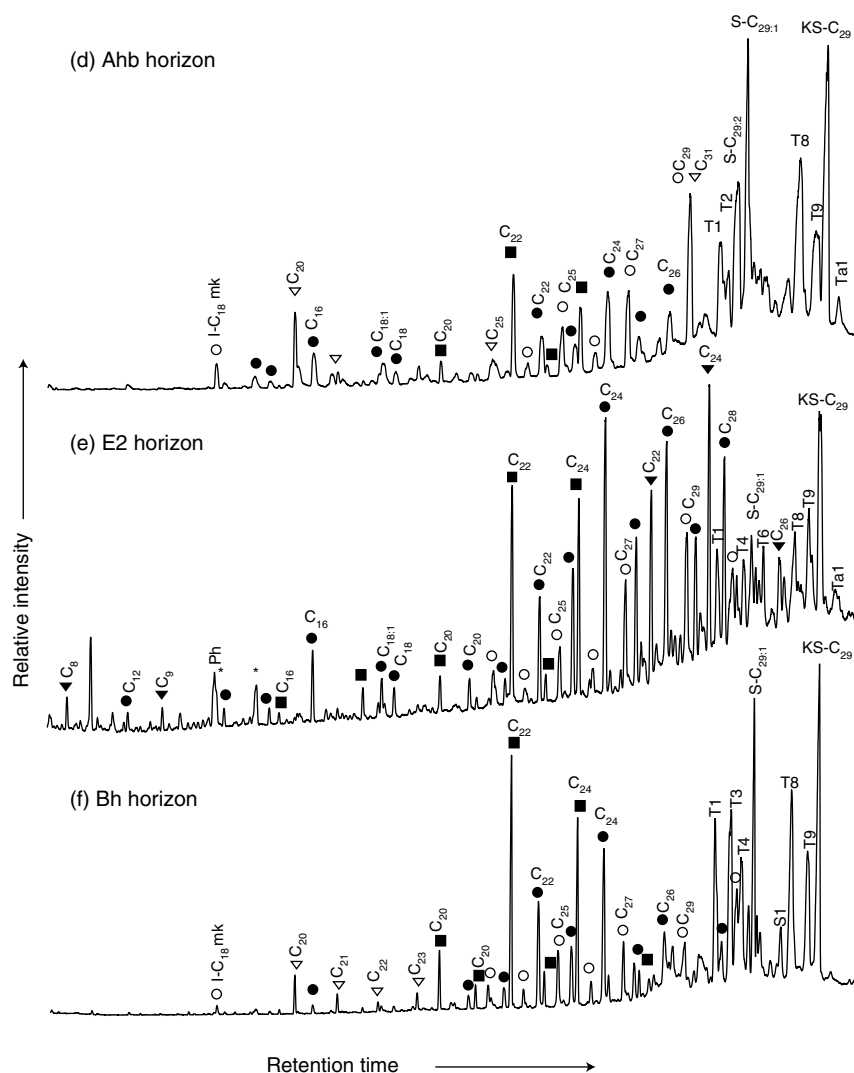 (d) Ahb horizon
○ I-C18 mk
●
●
▽ C20
● C16
▽
● C18:1
● C18
■ C20
▽ C25
■ C22
○
● C22
■
○ C25
●
■
○
● C24
○ C27
●
● C26
○ C29
▽ C31
T1
T2
S-C29:2
S-C29:1
T8
T9
KS-C29
Ta1
(e) E2 horizon
▼ C8
● C12
▼ C9
Ph
*
●
*
●
■ C16
● C16
■
● C18:1
● C18
■ C20
● C20
○
●
■ C22
○
● C22
■
○ C25
●
■ C24
○
● C24
○ C27
●
▼ C22
● C26
○ C29
●
▼ C24
T1
● C28
○
T4
S-C29:1
T6
▼ C26
T8
T9
KS-C29
Ta1
(f) Bh horizon
○ I-C18 mk
▽ C20
●
▽ C21
▽ C22
▽ C23
■ C20
●
■ C20
○
●
■ C22
○
● C22
■
○ C25
●
■ C24
○
● C24
○ C27
●
■
● C26
○ C29
T1
●
T3
○
T4
S-C29:1
S1
T8
T9
KS-C29
Relative intensity
Retention time